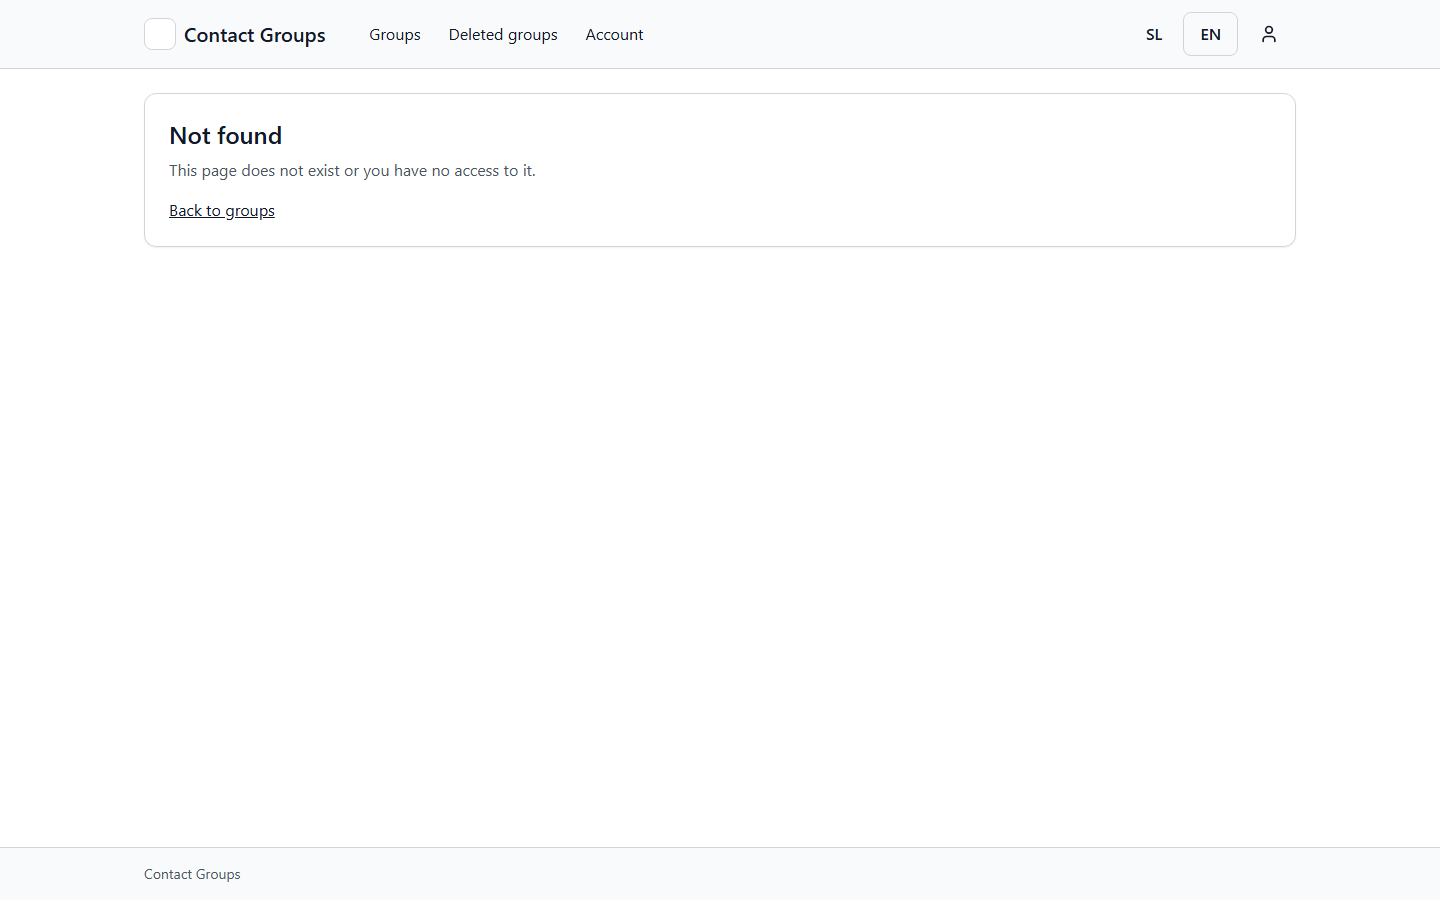 Contact Groups
Groups
Deleted groups
Account
SL
EN
Not found
This page does not exist or you have no access to it.
Back to groups
Contact Groups